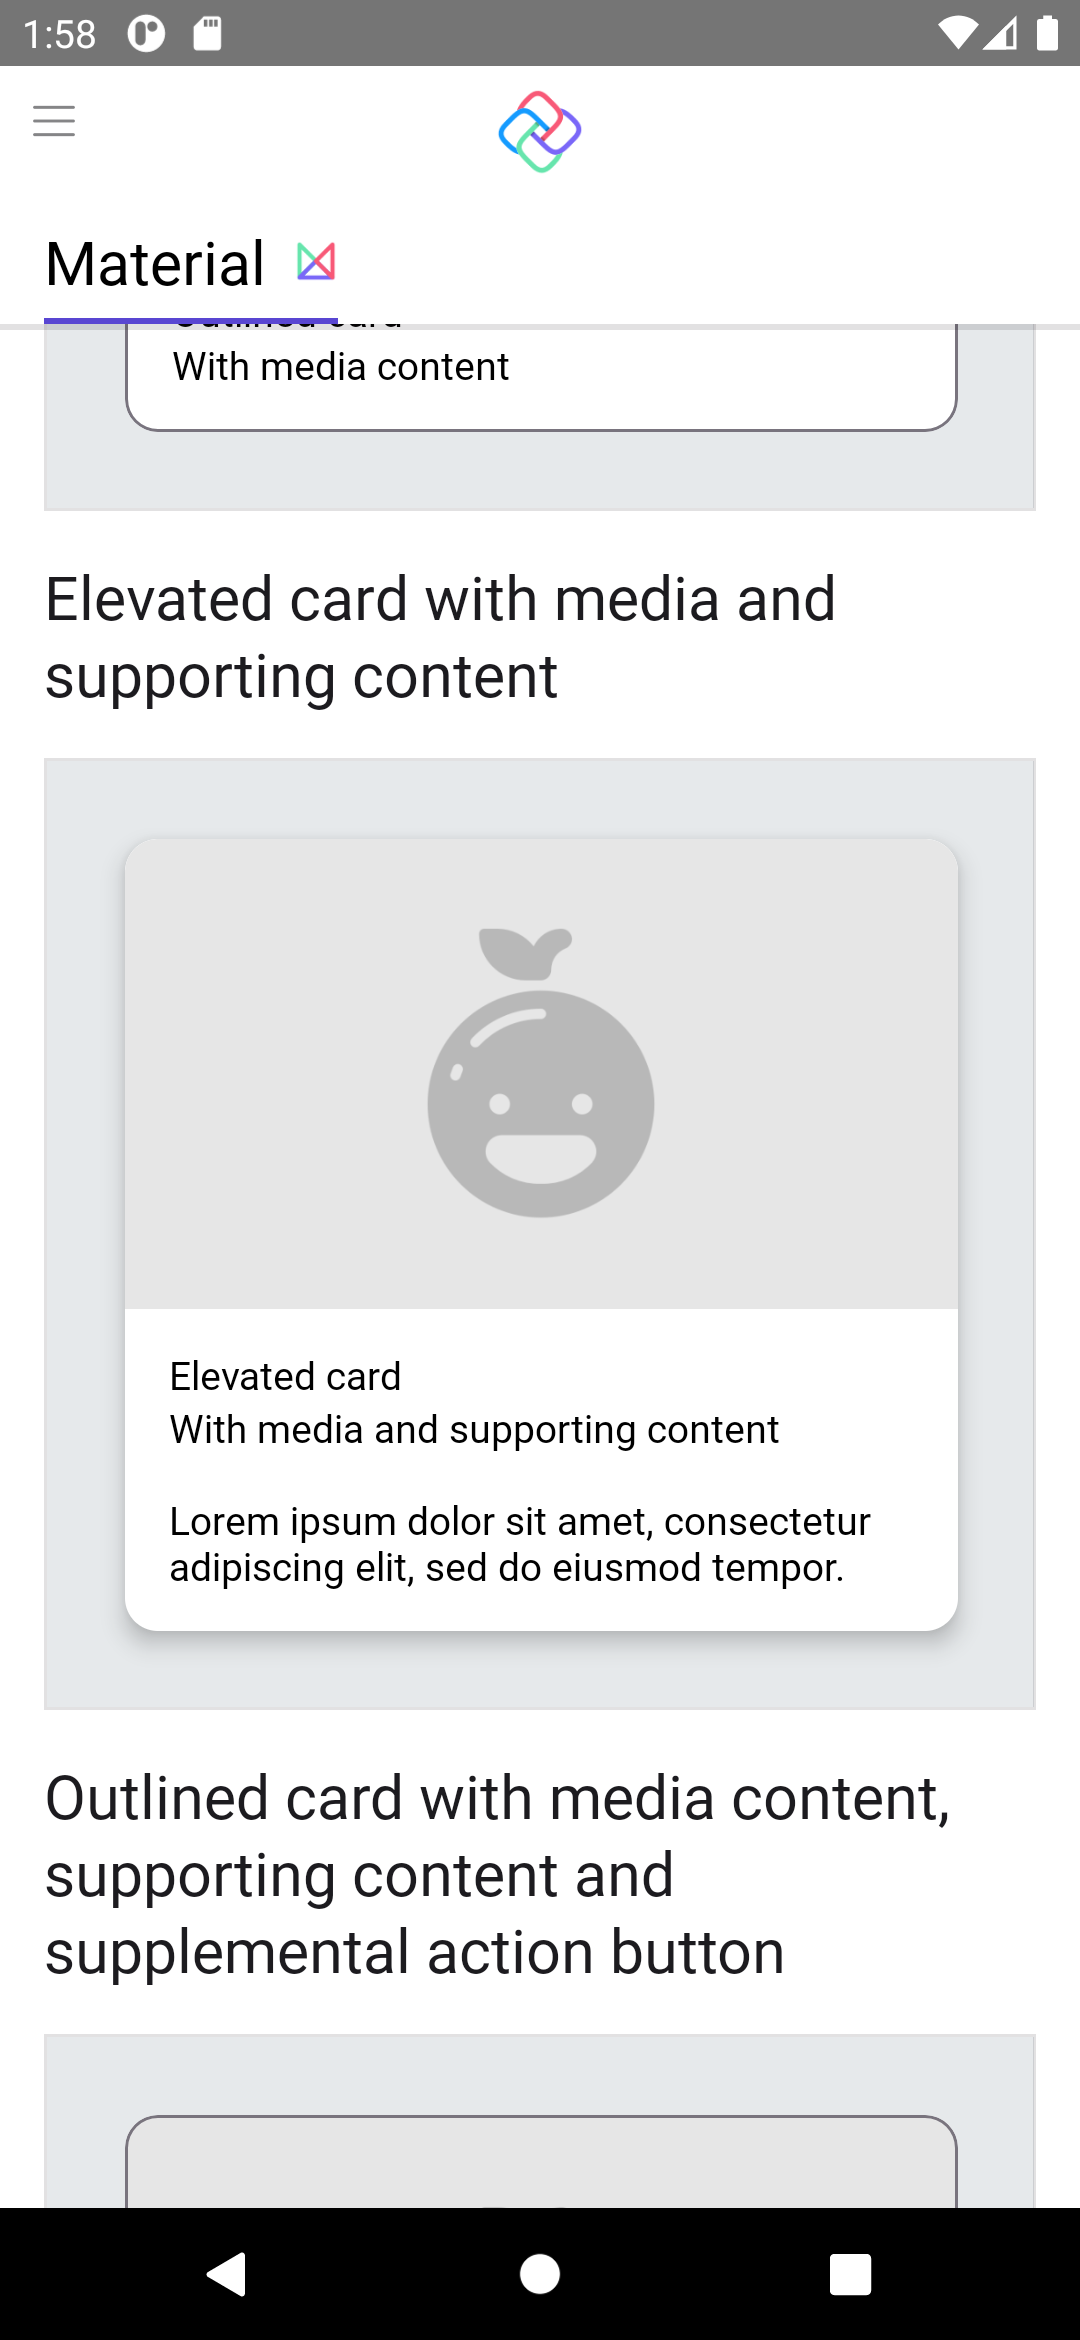 1:58
Material
Outlined card
With media content
Elevated card with media and
supporting content
Elevated card
With media and supporting content
Lorem ipsum dolor sit amet, consectetur
adipiscing elit, sed do eiusmod tempor.
Outlined card with media content,
supporting content and
supplemental action button